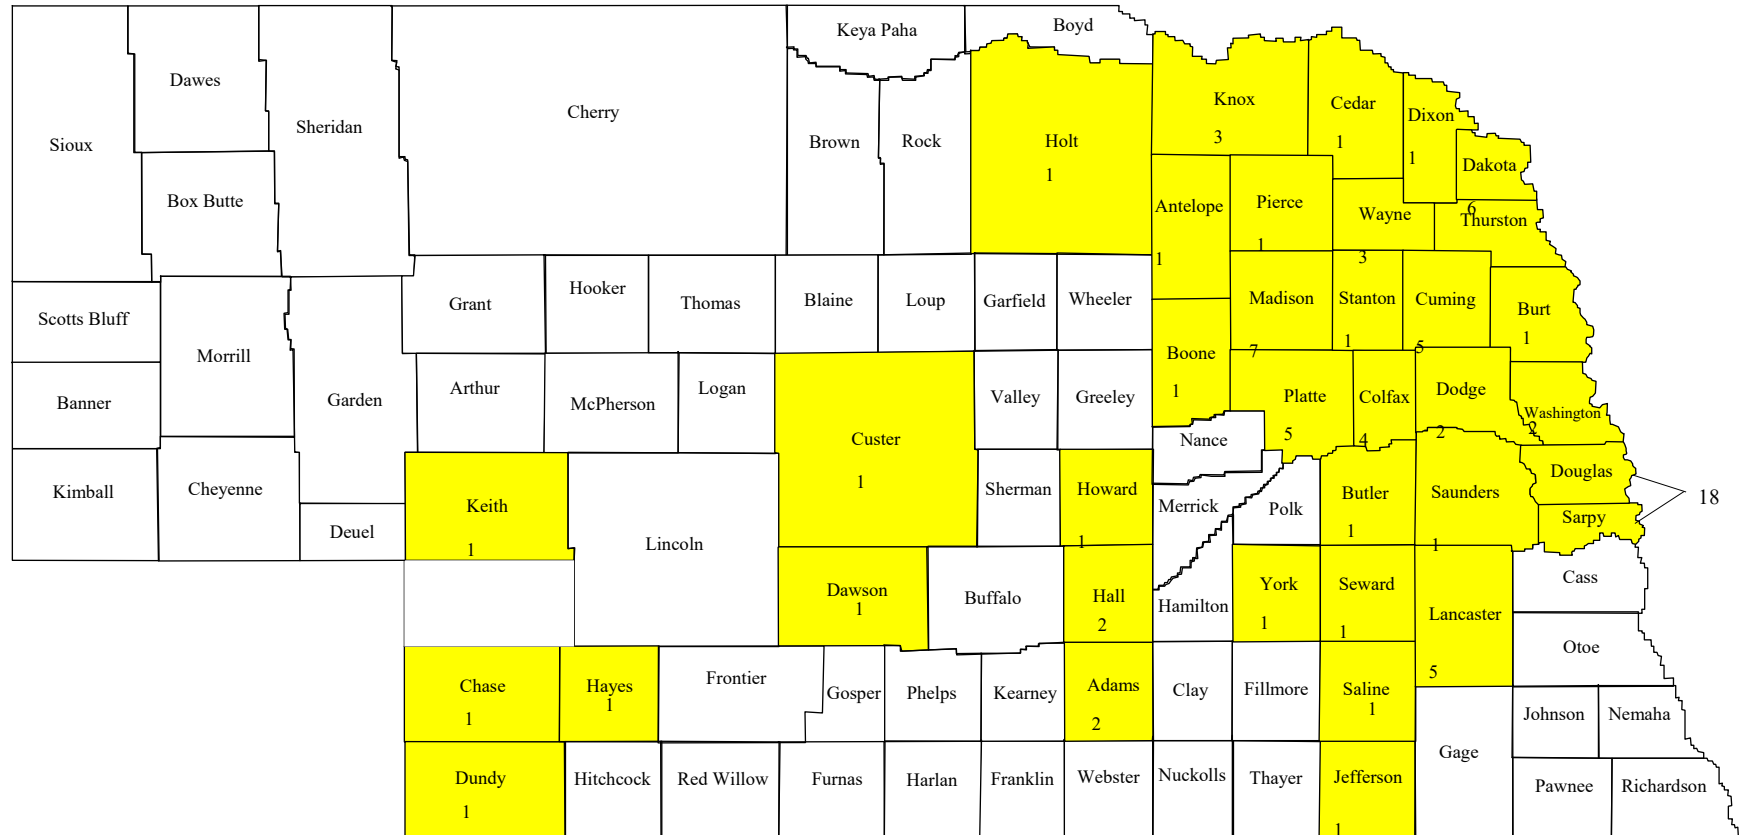 Keya Paha
Boyd
Dawes
Sheridan
Cherry
Sioux
Brown
Rock
Holt
1
Knox
3
Cedar
1
Dixon
1
Dakota
6
Box Butte
Antelope
1
Pierce
1
Wayne
3
Thurston
Grant
Hooker
Thomas
Blaine
Loup
Garfield
Wheeler
Madison
7
Stanton
1
Cuming
5
Burt
1
Scotts Bluff
Morrill
Garden
Banner
Arthur
McPherson
Logan
Custer
1
Valley
Greeley
Boone
1
Platte
5
Colfax
4
Dodge
2
Washington
2
Nance
Kimball
Cheyenne
Deuel
Keith
1
Lincoln
Sherman
Howard
1
Merrick
Polk
Butler
1
Saunders
1
Douglas
Sarpy
18
Dawson
1
Buffalo
Hall
2
Hamilton
York
1
Seward
1
Lancaster
5
Cass
Otoe
Chase
1
Hayes
1
Frontier
Gosper
Phelps
Kearney
Adams
2
Clay
Fillmore
Saline
1
Johnson
Nemaha
Gage
Dundy
1
Hitchcock
Red Willow
Furnas
Harlan
Franklin
Webster
Nuckolls
Thayer
Jefferson
1
Pawnee
Richardson